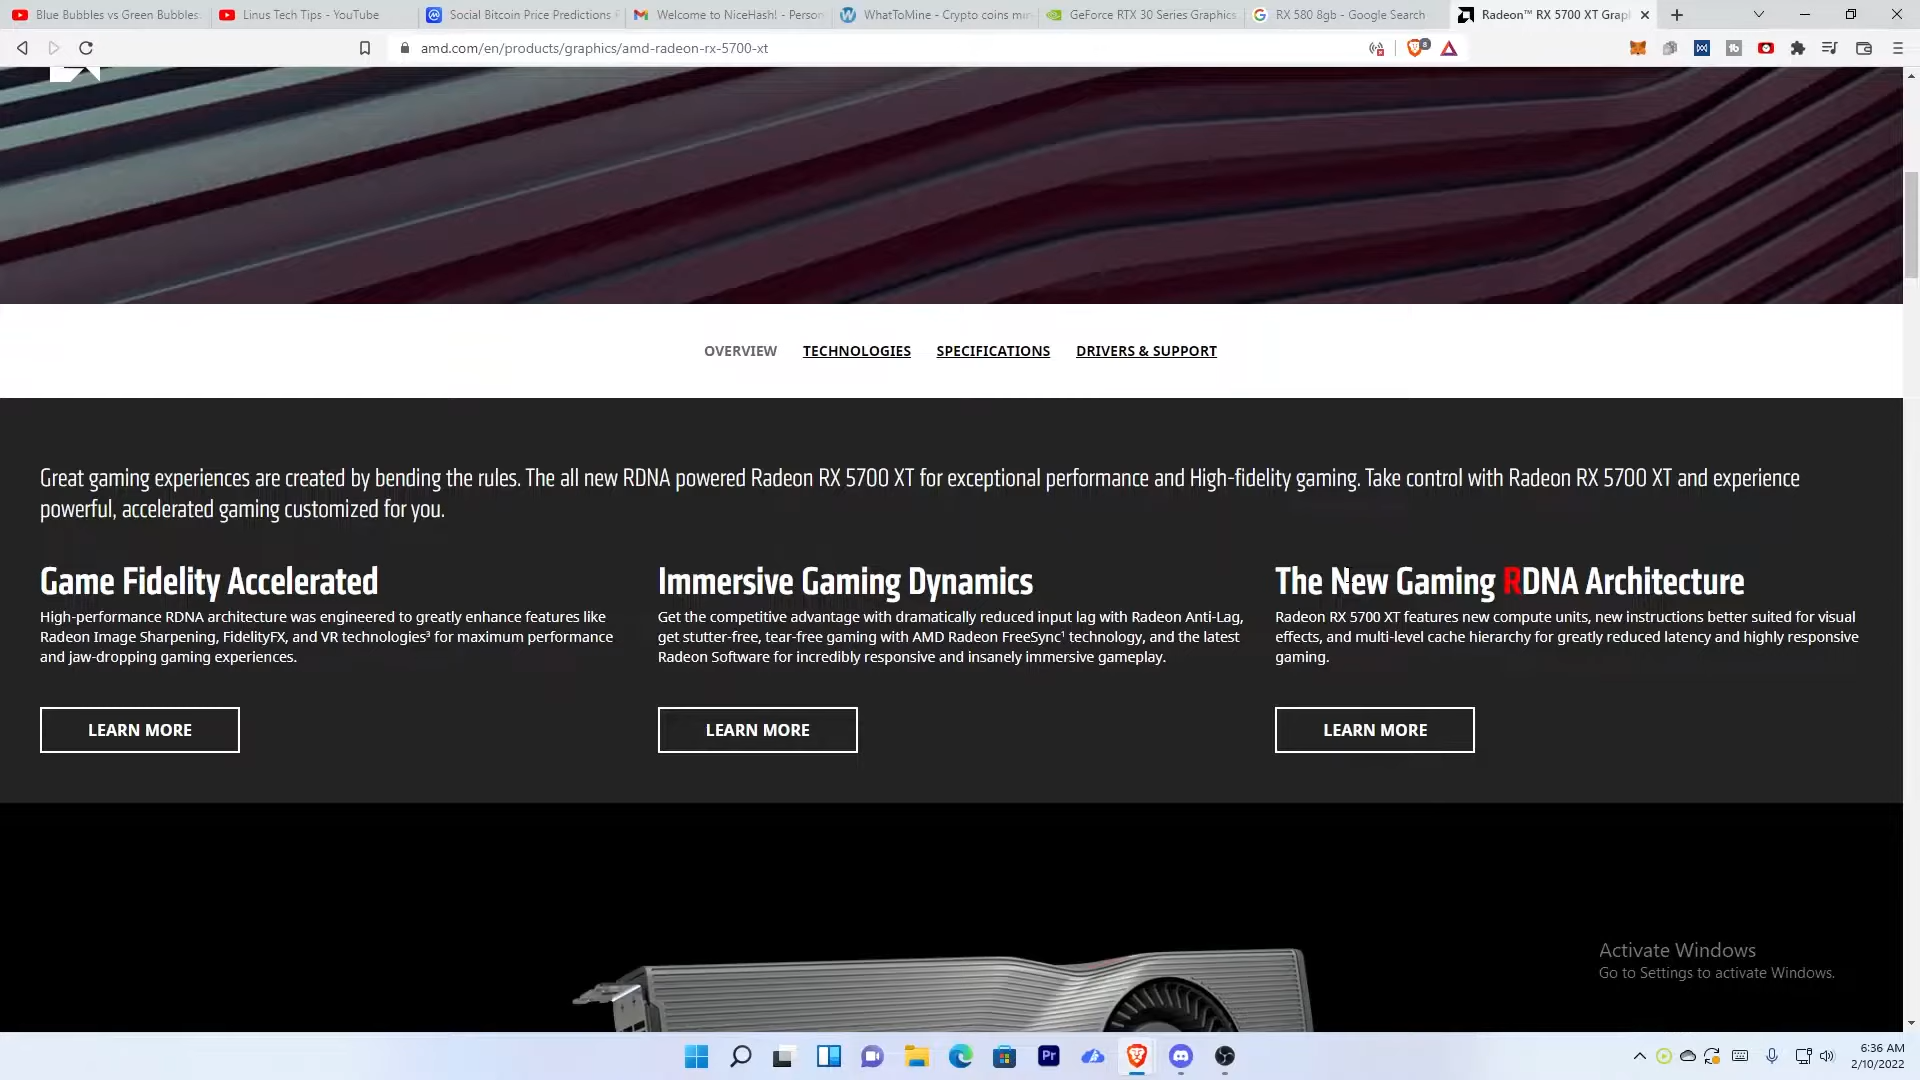 Blue Bubbles vs Green Bubbles
Linus Tech Tips - YouTube
Social Bitcoin Price Predictions
Welcome to NiceHash! - Person
WhatToMine - Crypto coins min
GeForce RTX 30 Series Graphics
RX 580 8gb - Google Search
Radeon™ RX 5700 XT Grap
amd.com/en/products/graphics/amd-radeon-rx-5700-xt
8
OVERVIEW
TECHNOLOGIES
SPECIFICATIONS
DRIVERS & SUPPORT
Great gaming experiences are created by bending the rules. The all new RDNA powered Radeon RX 5700 XT for exceptional performance and High-fidelity gaming. Take control with Radeon RX 5700 XT and experience
powerful, accelerated gaming customized for you.
Game Fidelity Accelerated
High-performance RDNA architecture was engineered to greatly enhance features like
Radeon Image Sharpening, FidelityFX, and VR technologies³ for maximum performance
and jaw-dropping gaming experiences.
LEARN MORE
Immersive Gaming Dynamics
Get the competitive advantage with dramatically reduced input lag with Radeon Anti-Lag,
get stutter-free, tear-free gaming with AMD Radeon FreeSync¹ technology, and the latest
Radeon Software for incredibly responsive and insanely immersive gameplay.
LEARN MORE
The New Gaming RDNA Architecture
Radeon RX 5700 XT features new compute units, new instructions better suited for visual
effects, and multi-level cache hierarchy for greatly reduced latency and highly responsive
gaming.
LEARN MORE
Activate Windows
Go to Settings to activate Windows.
Pr
6:36 AM
2/10/2022